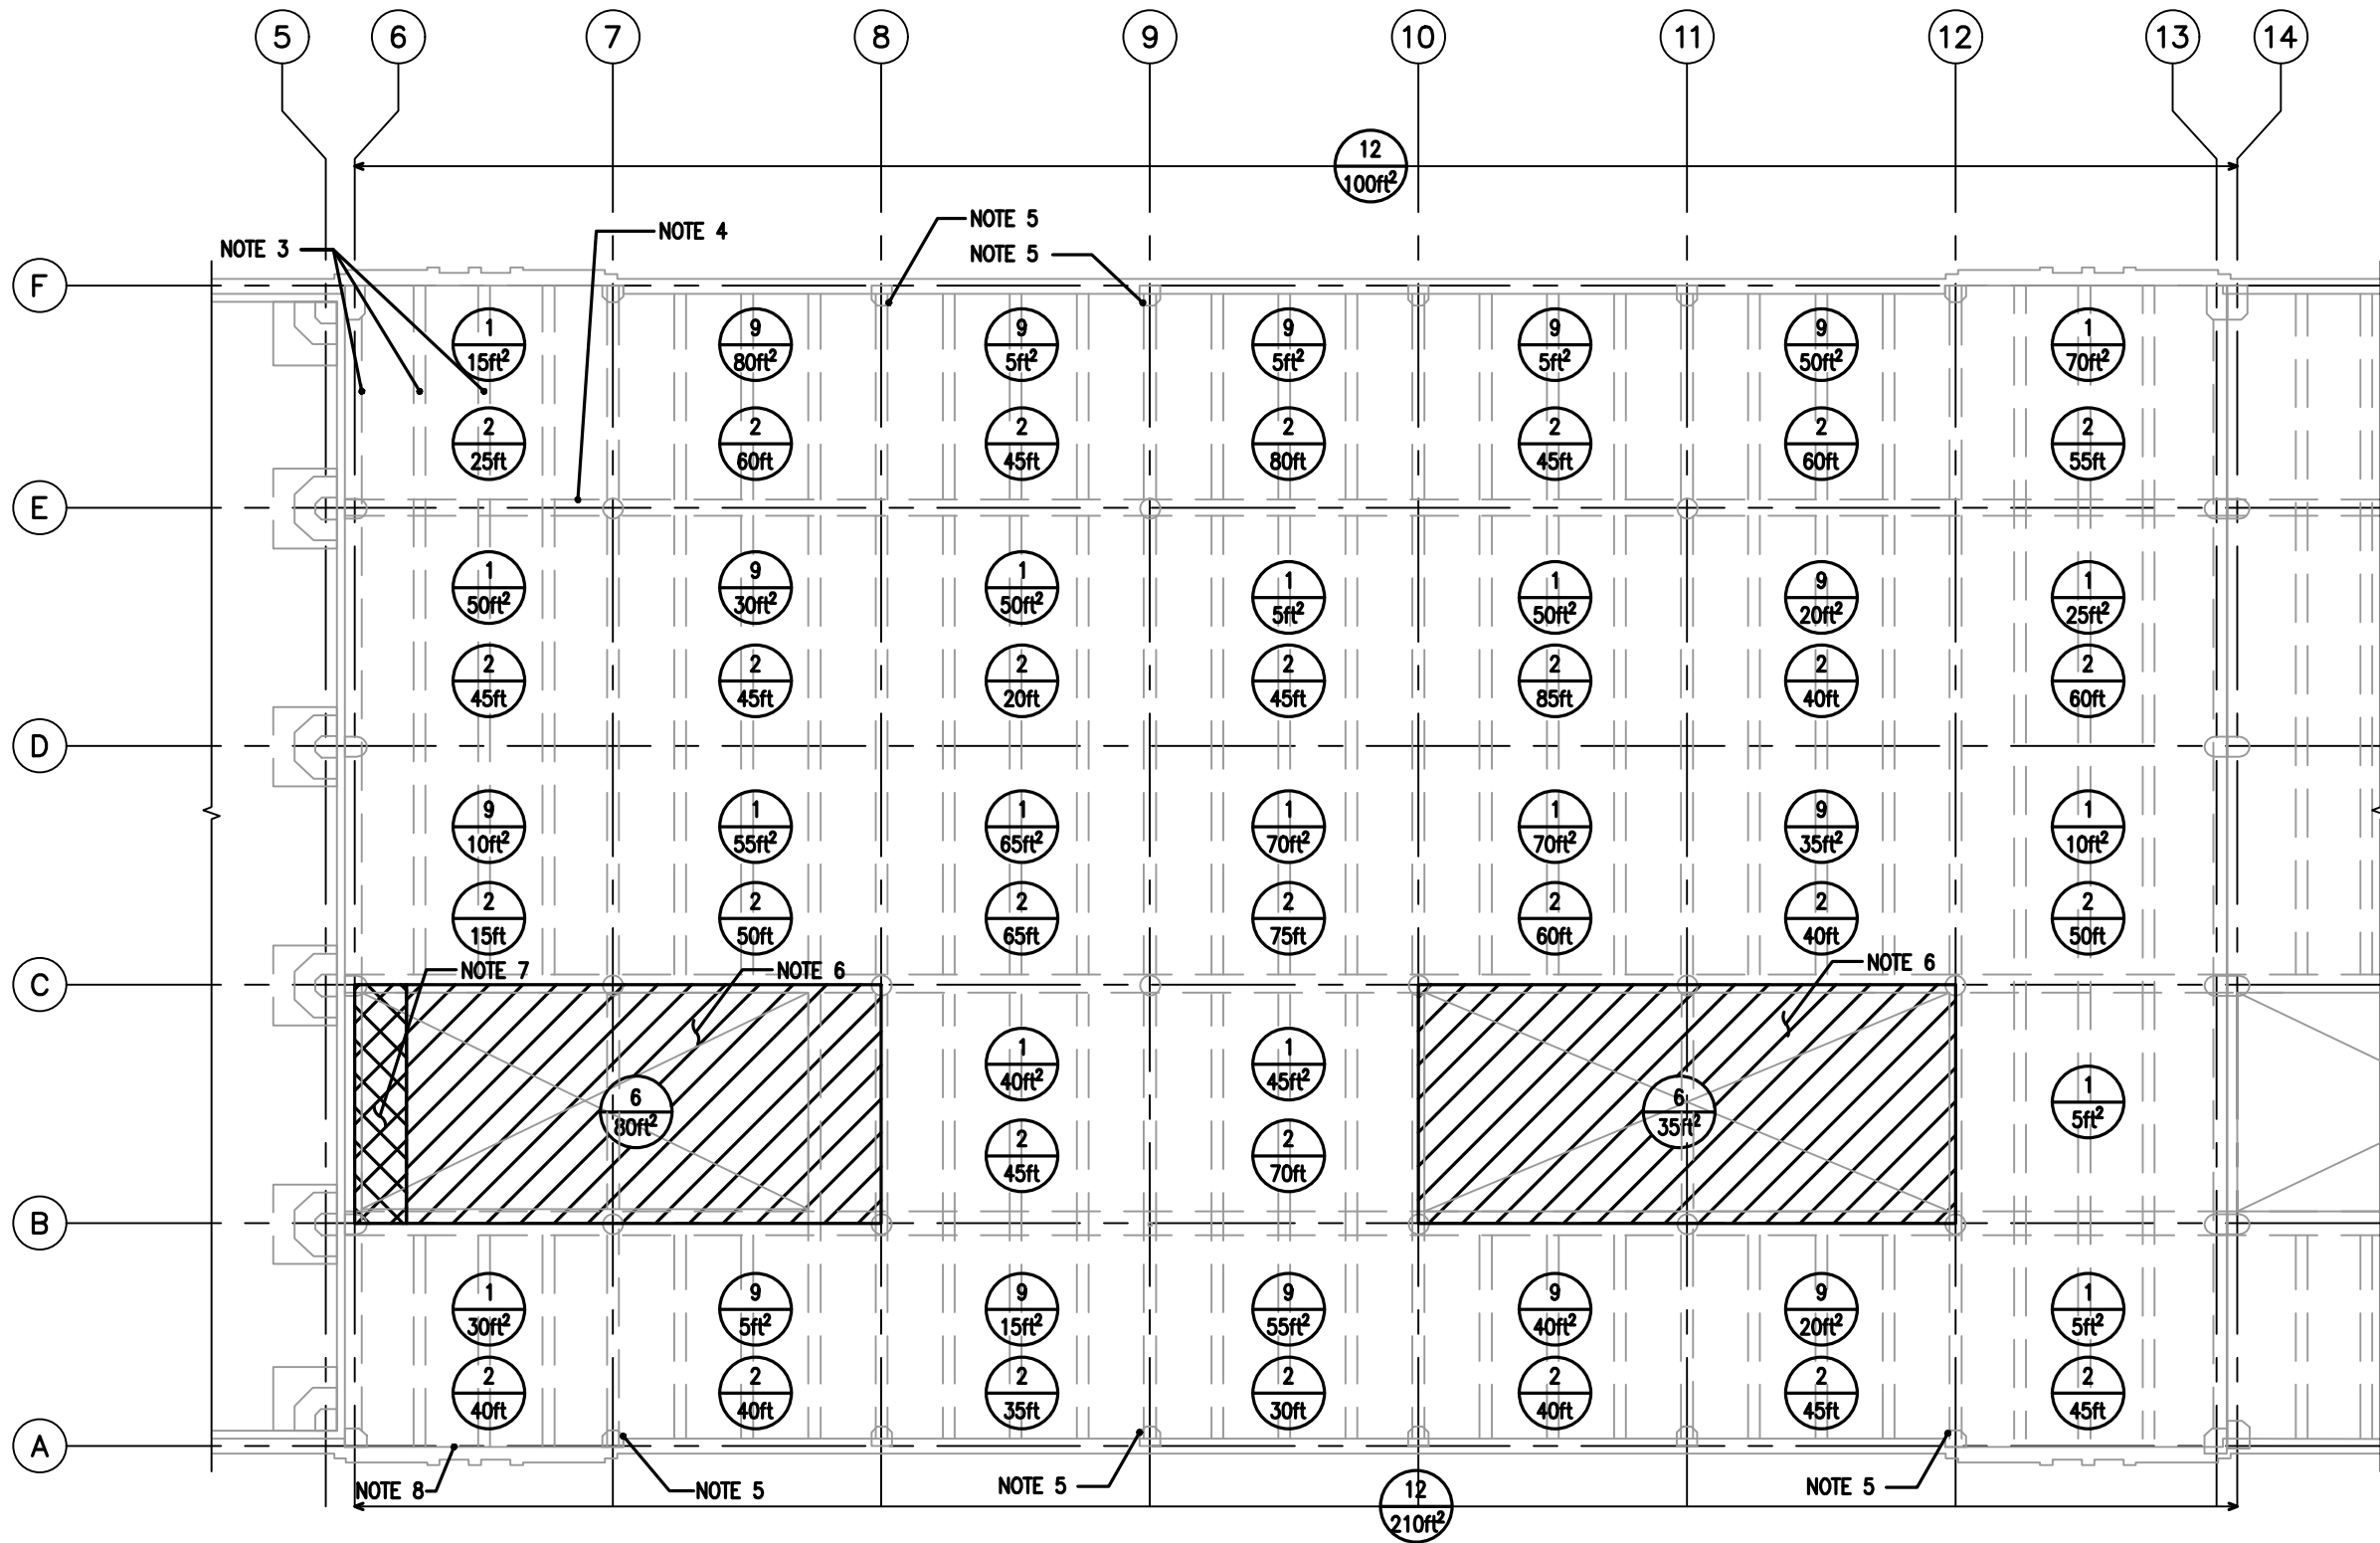 5 6 7 8 9 10 11 12 13 14
12
100ft²
NOTE 5
NOTE 4
NOTE 3
NOTE 5
F
1 9 9 9 9 9 1
15ft² 80ft² 5ft² 5ft² 5ft² 50ft² 70ft²
2 2 2 2 2 2 2
25ft 60ft 45ft 80ft 45ft 60ft 55ft
E
1 9 1 1 1 9 1
50ft² 30ft² 50ft² 5ft² 50ft² 20ft² 25ft²
2 2 2 2 2 2 2
45ft 45ft 20ft 45ft 85ft 40ft 60ft
D
9 1 1 1 1 9 1
10ft² 55ft² 65ft² 70ft² 70ft² 35ft² 10ft²
2 2 2 2 2 2 2
15ft 50ft 65ft 75ft 60ft 40ft 50ft
NOTE 7 NOTE 6 NOTE 6
C
1 1
40ft² 45ft²
6 6 1
80ft² 35ft² 5ft²
2 2
45ft 70ft
B
1 9 9 9 9 9 1
30ft² 5ft² 15ft² 55ft² 40ft² 20ft² 5ft²
2 2 2 2 2 2 2
40ft 40ft 35ft 30ft 40ft 45ft 45ft
A
NOTE 8 NOTE 5 NOTE 5 NOTE 5
12
210ft²